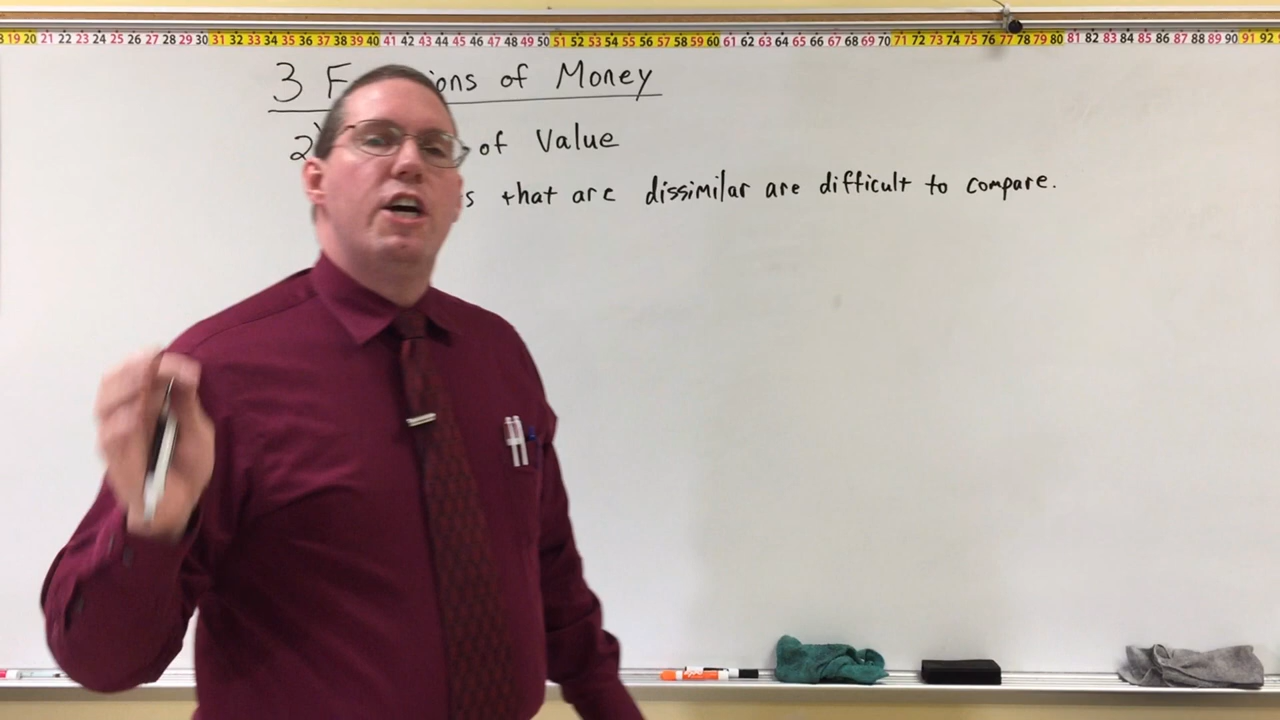 18 19 20 21 22 23 24 25 26 27 28 29 30 31 32 33 34 35 36 37 38 39 40 41 42 43 44 45 46 47 48 49 50 51 52 53 54 55 56 57 58 59 60 61 62 63 64 65 66 67 68 69 70 71 72 73 74 75 76 77 78 79 80 81 82 83 84 85 86 87 88 89 90 91 92
3 F ons of Money
2 of Value
s that are dissimilar are difficult to compare.